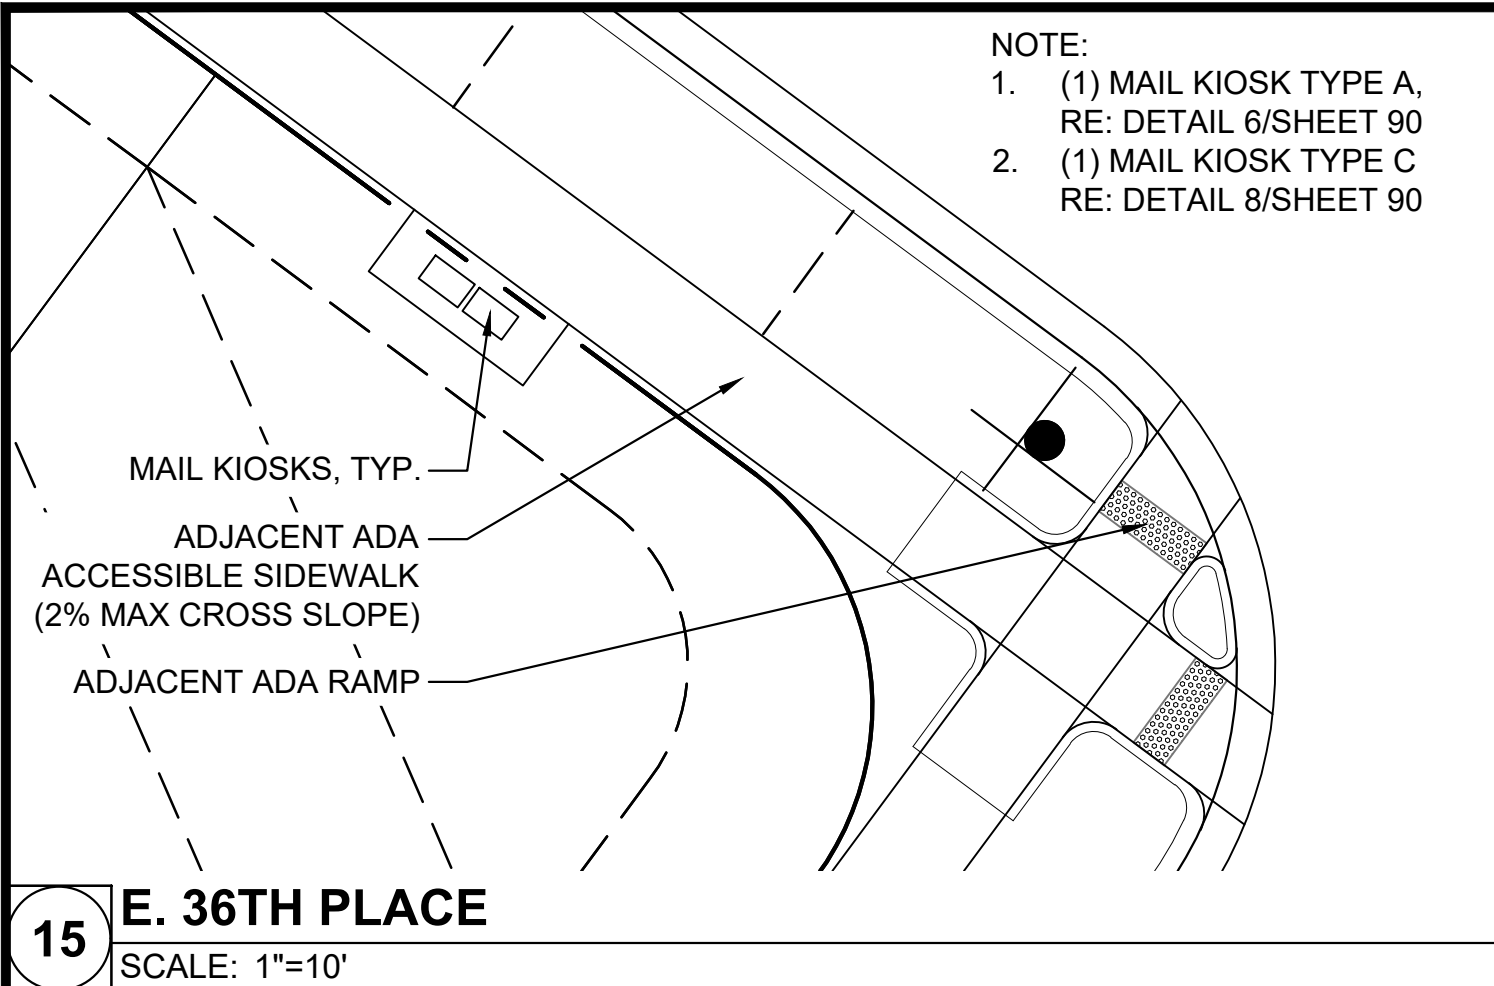 NOTE:
1. (1) MAIL KIOSK TYPE A,
RE: DETAIL 6/SHEET 90
2. (1) MAIL KIOSK TYPE C
RE: DETAIL 8/SHEET 90
MAIL KIOSKS, TYP.
ADJACENT ADA
ACCESSIBLE SIDEWALK
(2% MAX CROSS SLOPE)
ADJACENT ADA RAMP
15
E. 36TH PLACE
SCALE: 1"=10'